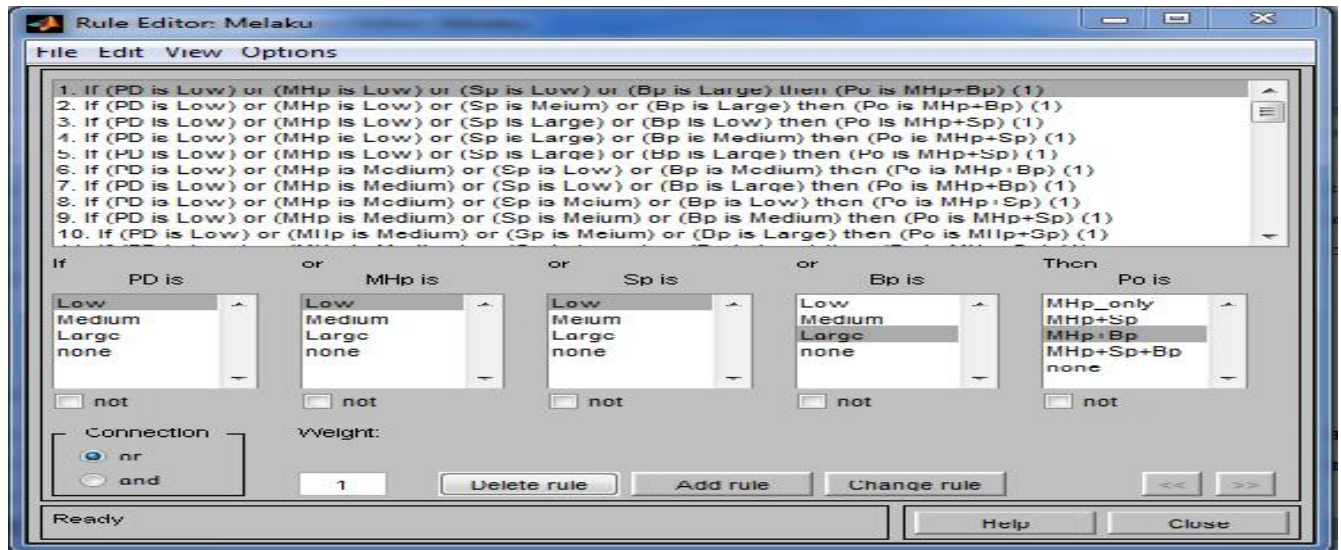 Rule Editor: Melaku
File Edit View Options
1. If (PD is Low) or (MHp is Low) or (Sp is Low) or (Bp is Large) then (Po is MHp+Bp) (1)
2. If (PD is Low) or (MHp is Low) or (Sp is Meium) or (Bp is Large) then (Po is MHp+Bp) (1)
3. If (PD is Low) or (MHp is Low) or (Sp is Large) or (Bp is Low) then (Po is MHp+Sp) (1)
4. If (PD is Low) or (MHp is Low) or (Sp is Large) or (Bp is Medium) then (Po is MHp+Sp) (1)
5. If (PD is Low) or (MHp is Low) or (Sp is Large) or (Bp is Large) then (Po is MHp+Sp) (1)
6. If (PD is Low) or (MHp is Medium) or (Sp is Low) or (Bp is Medium) then (Po is MHp+Bp) (1)
7. If (PD is Low) or (MHp is Medium) or (Sp is Low) or (Bp is Large) then (Po is MHp+Bp) (1)
8. If (PD is Low) or (MHp is Medium) or (Sp is Meium) or (Bp is Low) then (Po is MHp+Sp) (1)
9. If (PD is Low) or (MHp is Medium) or (Sp is Meium) or (Bp is Medium) then (Po is MHp+Sp) (1)
10. If (PD is Low) or (MHp is Medium) or (Sp is Meium) or (Bp is Large) then (Po is MHp+Sp) (1)
If or or or Then
PD is MHp is Sp is Bp is Po is
Low Low Low Low MHp_only
Medium Medium Meium Medium MHp+Sp
Large Large Large Large MHp+Bp
none none none none MHp+Sp+Bp
none
not not not not not
Connection Weight:
or
and 1 Delete rule Add rule Change rule << >>
Ready Help Close